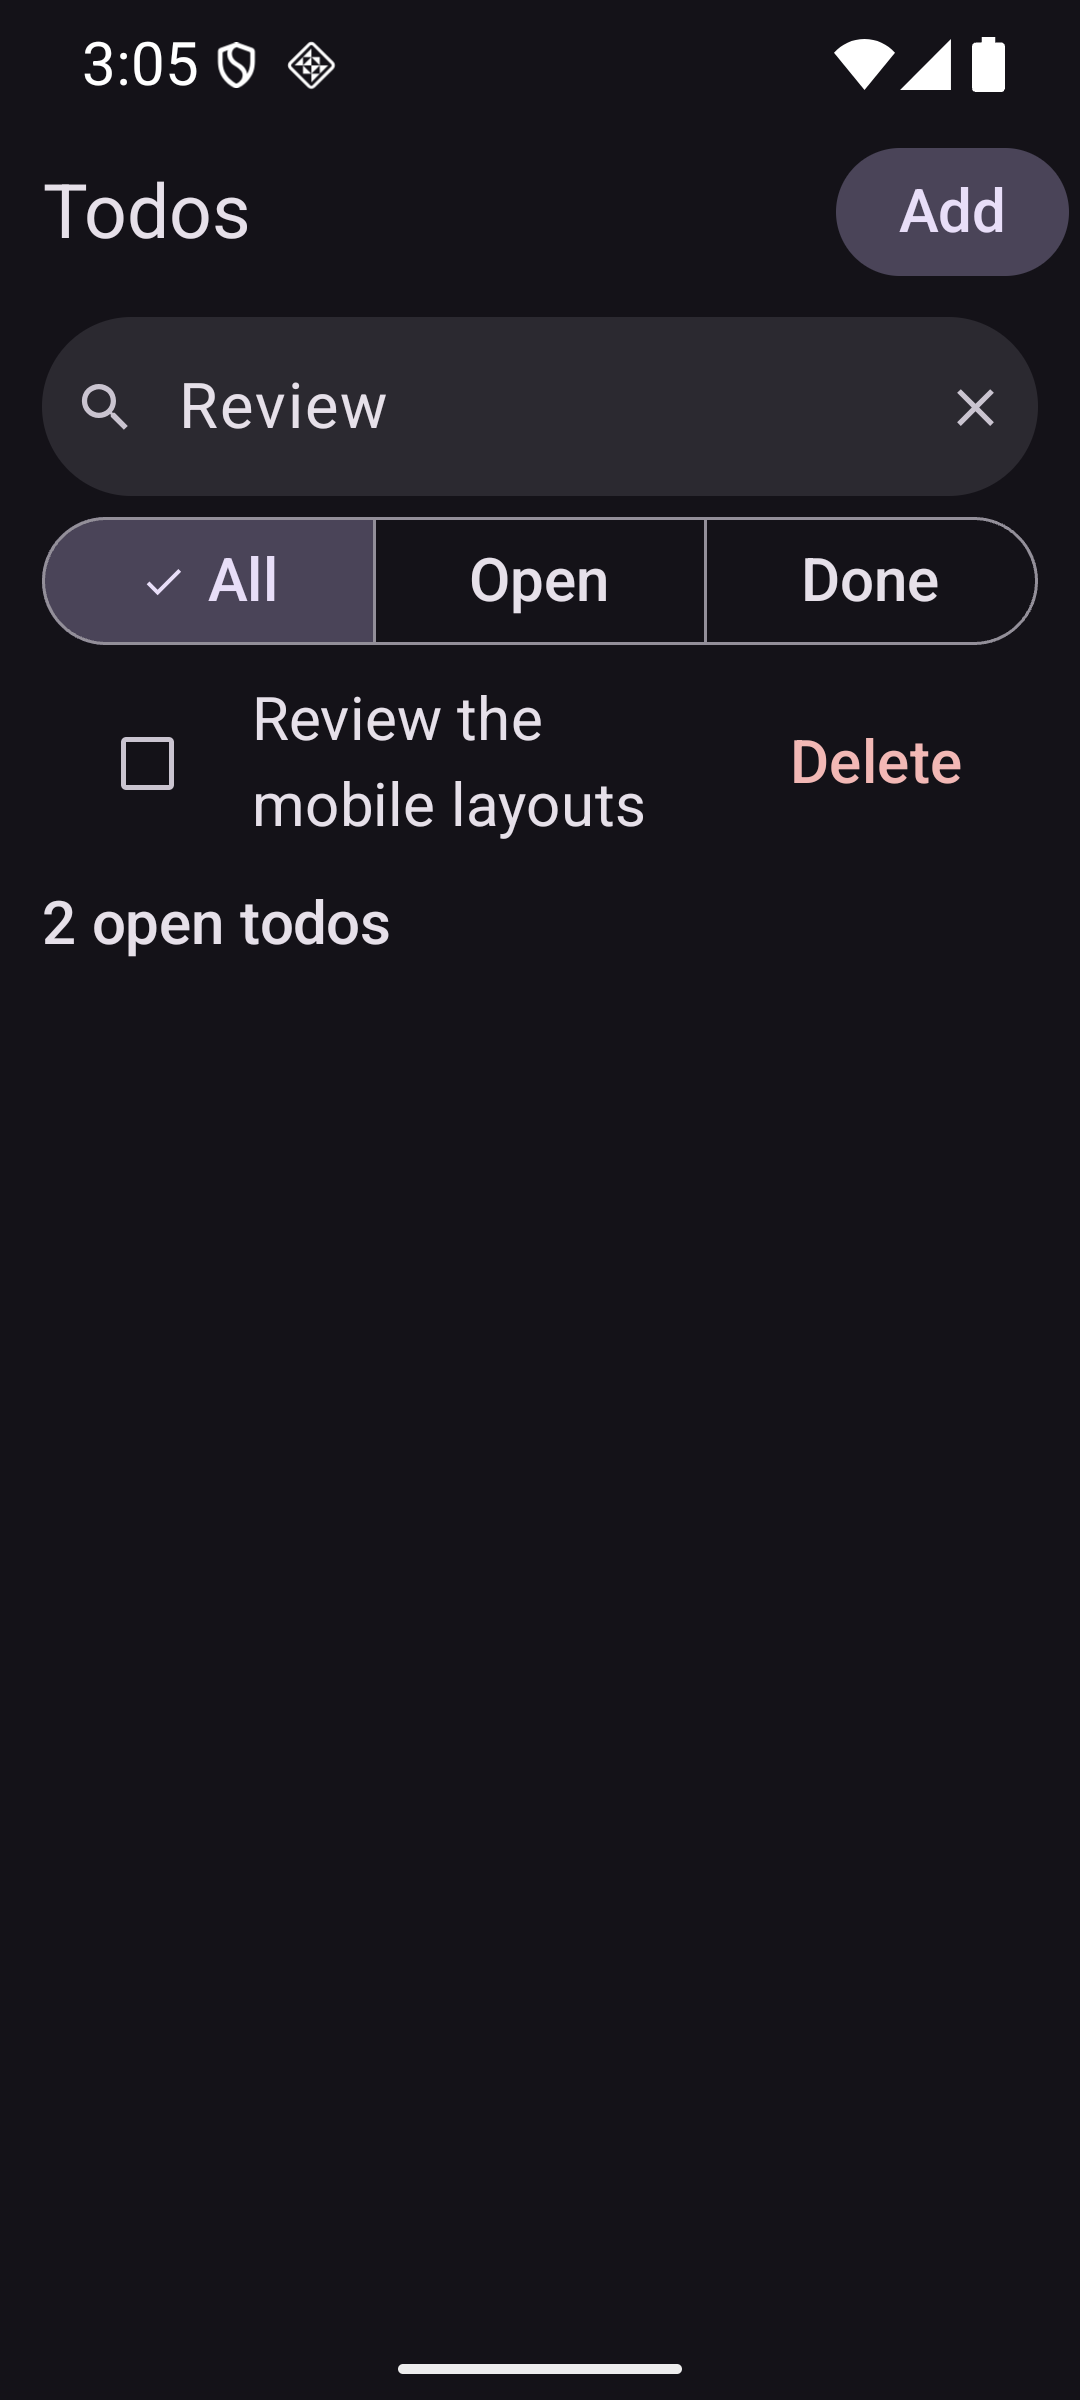 3:05
Todos
Add
Review
All
Open
Done
Review the
mobile layouts
Delete
2 open todos